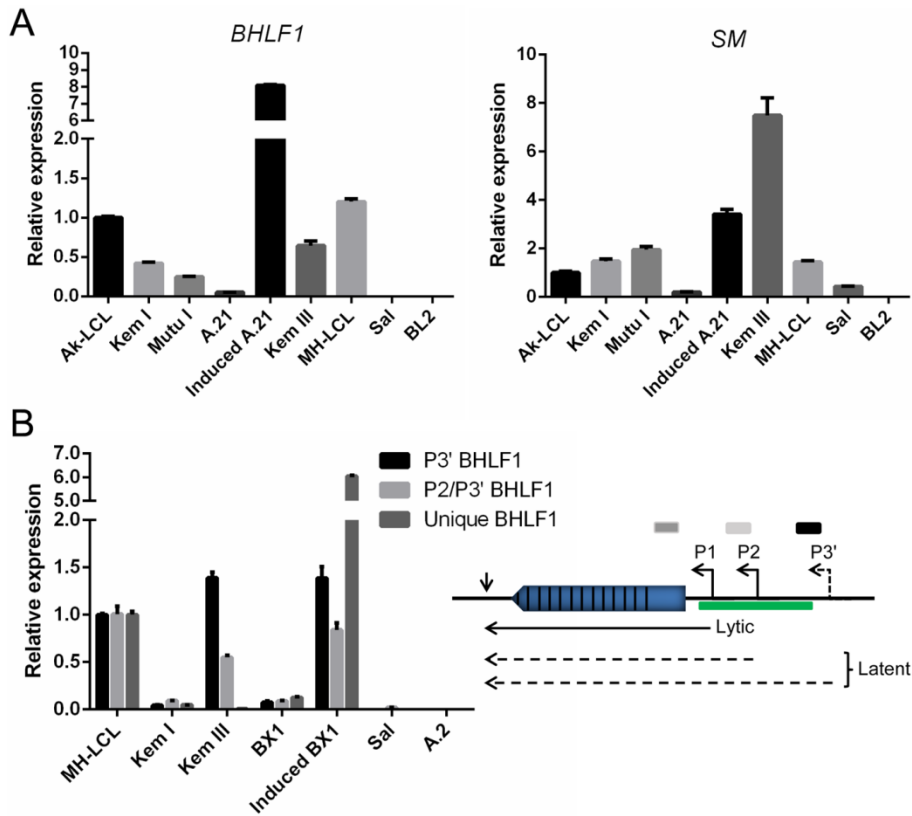 A
BHLF1
Relative expression
10
9
8
7
6
2.0
1.5
1.0
0.5
0.0
Ak-LCL
Kem I
Mutu I
A.21
Induced A.21
Kem III
MH-LCL
Sal
BL2
SM
Relative expression
10
8
6
4
2
0
Ak-LCL
Kem I
Mutu I
A.21
Induced A.21
Kem III
MH-LCL
Sal
BL2
B
Relative expression
7.0
6.0
5.0
2.0
1.5
1.0
0.5
0.0
MH-LCL
Kem I
Kem III
BX1
Induced BX1
Sal
A.2
P3' BHLF1
P2/P3' BHLF1
Unique BHLF1
P1
P2
P3'
Lytic
Latent